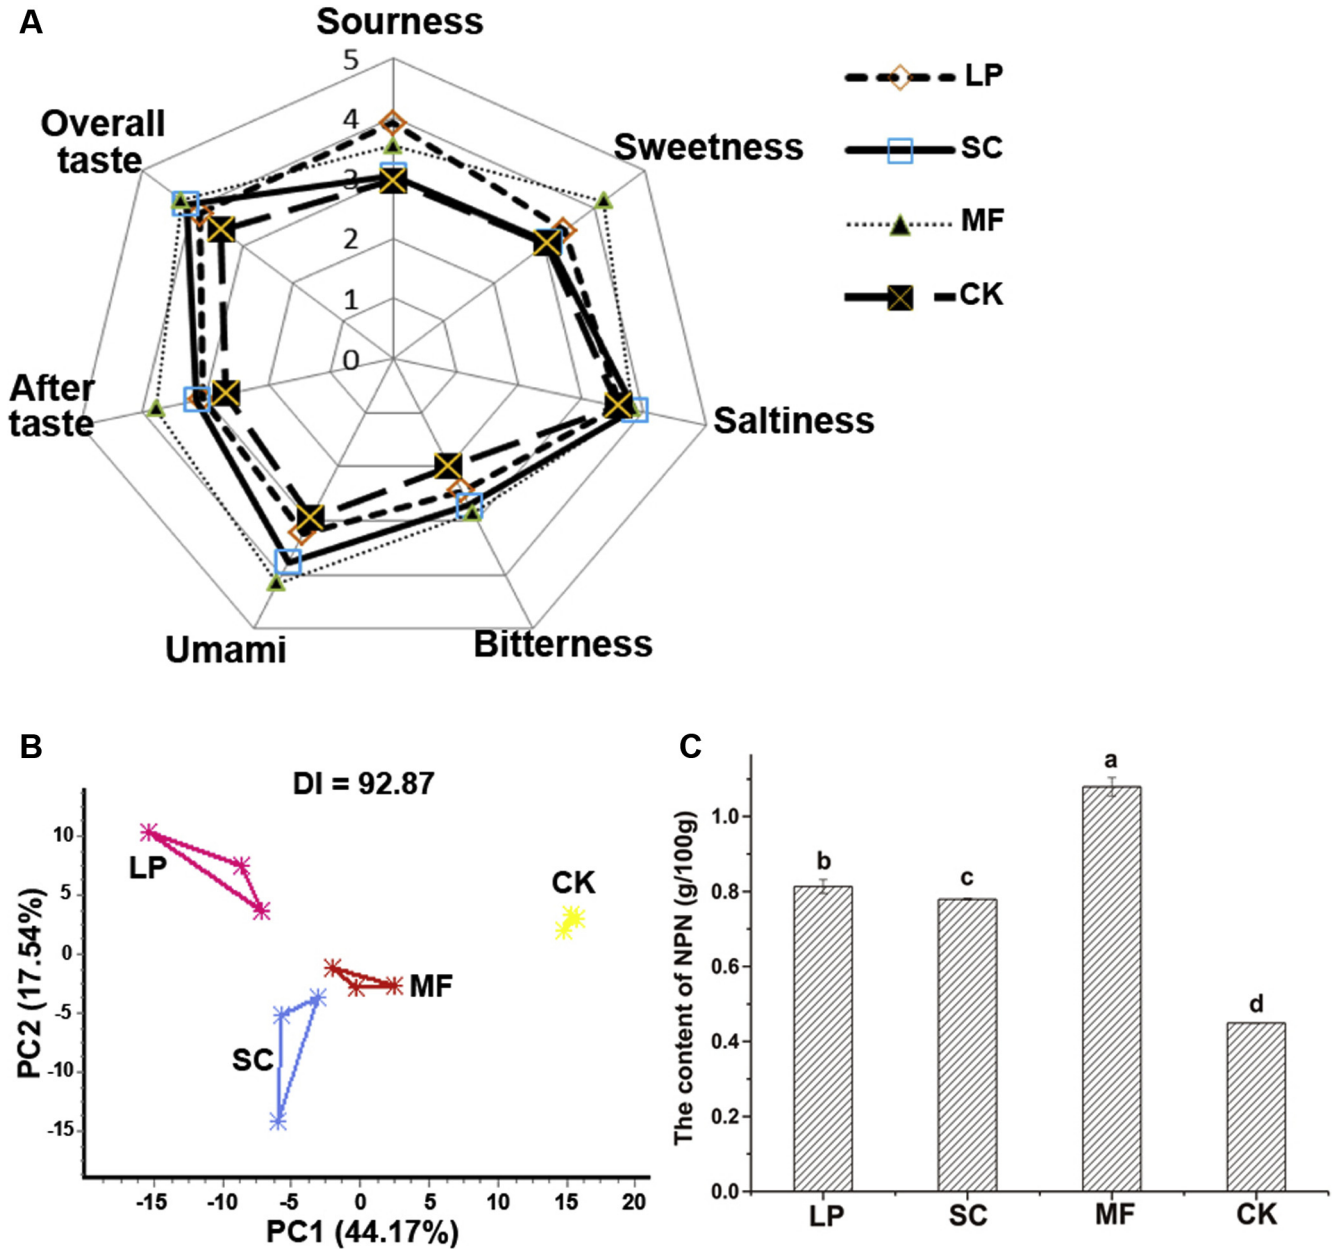 A
Sourness
5
4
3
2
1
0
Overall
taste
Sweetness
After
taste
Saltiness
Umami
Bitterness
LP
SC
MF
CK
B
DI = 92.87
10
5
0
-5
-10
-15
LP
CK
MF
SC
PC2 (17.54%)
-15
-10
-5
0
5
10
15
20
PC1 (44.17%)
C
The content of NPN (g/100g)
1.0
0.8
0.6
0.4
0.2
0.0
b
c
a
d
LP
SC
MF
CK